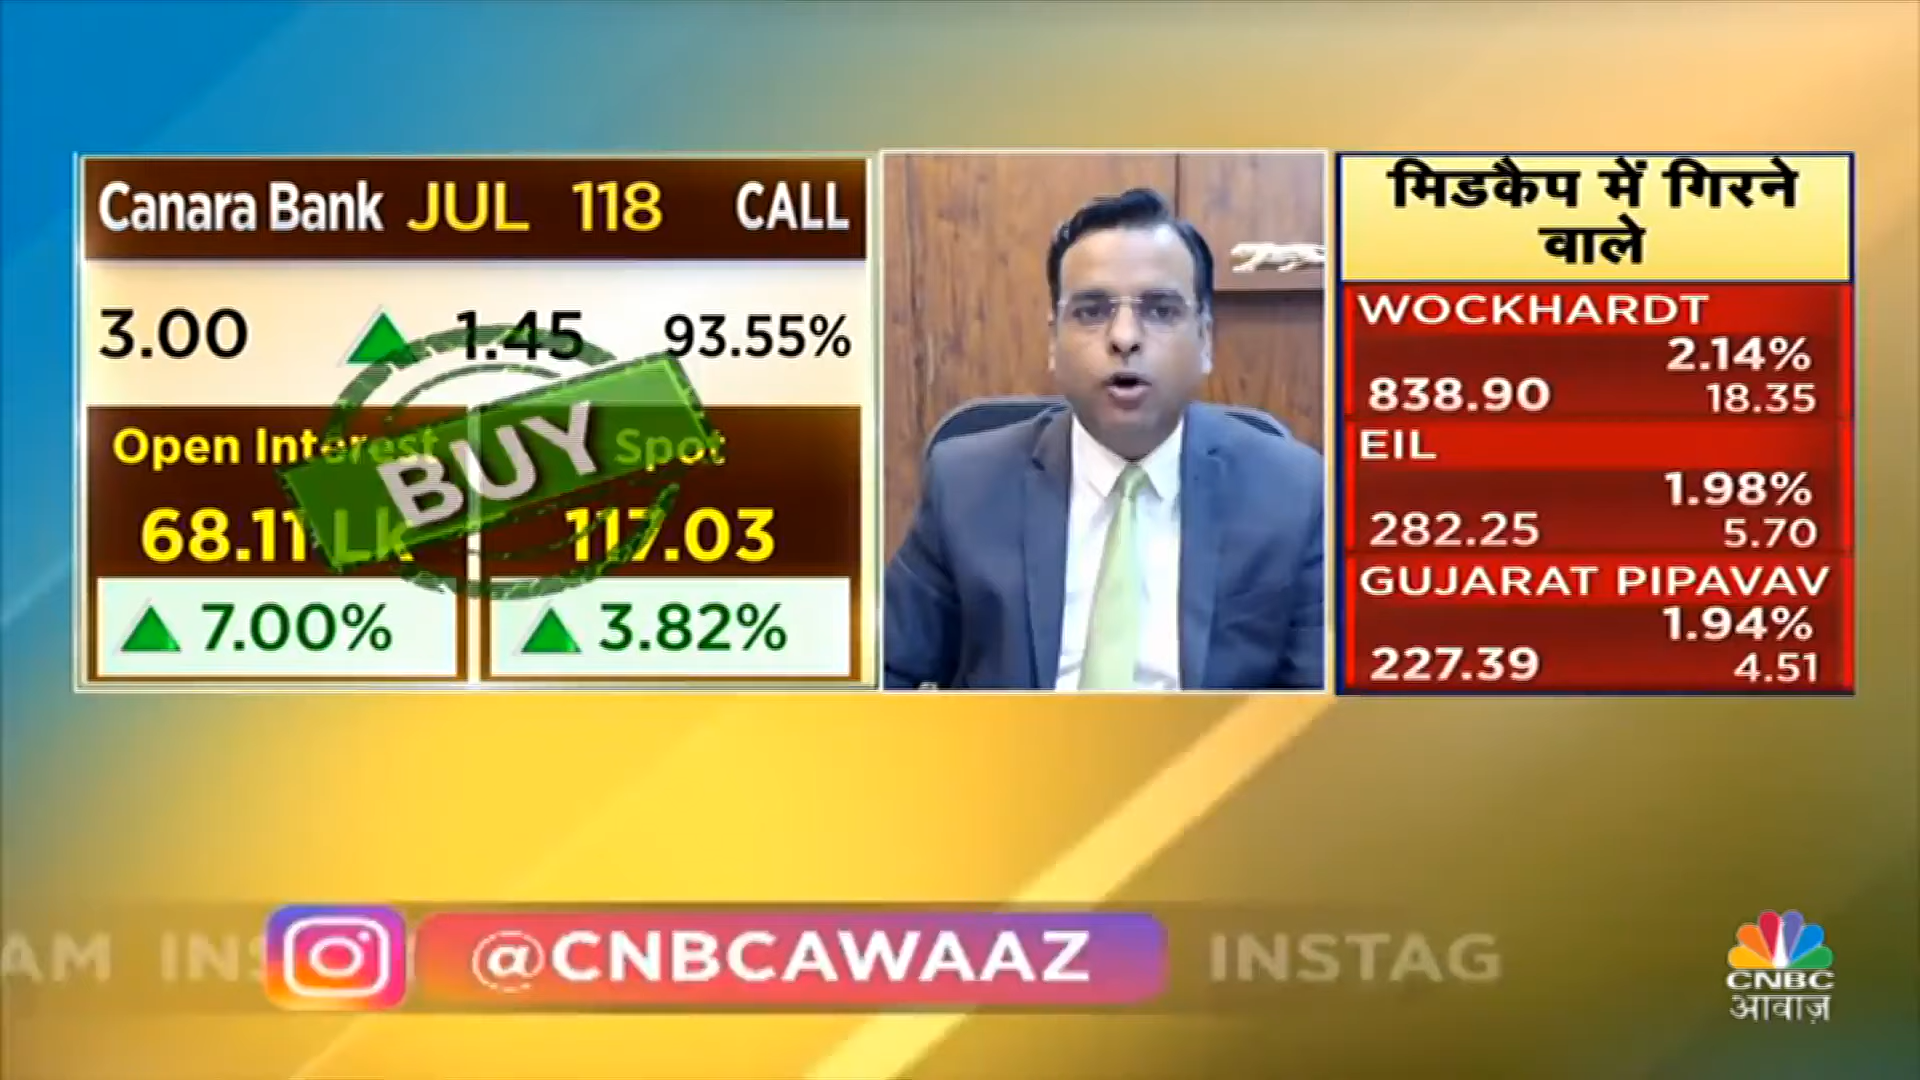 Canara Bank JUL 118 CALL
3.00 1.45 93.55%
Open Interest Spot
68.11 Lk 117.03
7.00% 3.82%
BUY
मिडकैप में गिरने
वाले
WOCKHARDT
2.14%
838.90 18.35
EIL
1.98%
282.25 5.70
GUJARAT PIPAVAV
1.94%
227.39 4.51
AM INS @CNBCAWAAZ INSTAG
CNBC
आवाज़